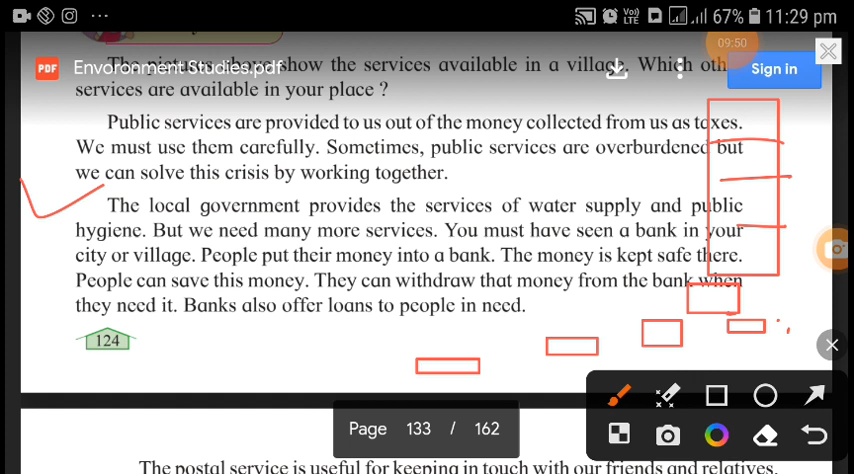 67% 11:29 pm
Vo)) LTE
09:50
PDF Envoronment Studies.pdf
Sign in
The pictures above show the services available in a village. Which other
services are available in your place ?
Public services are provided to us out of the money collected from us as taxes.
We must use them carefully. Sometimes, public services are overburdened but
we can solve this crisis by working together.
The local government provides the services of water supply and public
hygiene. But we need many more services. You must have seen a bank in your
city or village. People put their money into a bank. The money is kept safe there.
People can save this money. They can withdraw that money from the bank when
they need it. Banks also offer loans to people in need.
124
Page 133 / 162
The postal service is useful for keeping in touch with our friends and relatives.